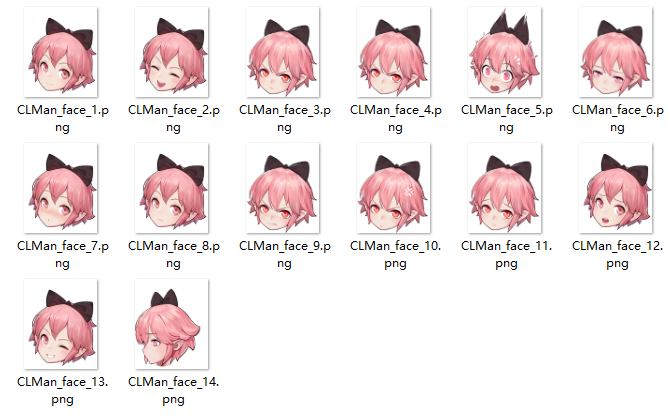 CLMan_face_1.p
ng
CLMan_face_2.p
ng
CLMan_face_3.p
ng
CLMan_face_4.p
ng
CLMan_face_5.p
ng
CLMan_face_6.p
ng
CLMan_face_7.p
ng
CLMan_face_8.p
ng
CLMan_face_9.p
ng
CLMan_face_10.
png
CLMan_face_11.
png
CLMan_face_12.
png
CLMan_face_13.
png
CLMan_face_14.
png